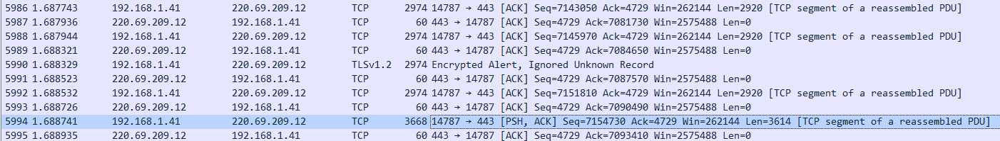 5986 1.687743 192.168.1.41 220.69.209.12 TCP 2974 14787 → 443 [ACK] Seq=7143050 Ack=4729 Win=262144 Len=2920 [TCP segment of a reassembled PDU]
5987 1.687936 220.69.209.12 192.168.1.41 TCP 60 443 → 14787 [ACK] Seq=4729 Ack=7081730 Win=2575488 Len=0
5988 1.687944 192.168.1.41 220.69.209.12 TCP 2974 14787 → 443 [ACK] Seq=7145970 Ack=4729 Win=262144 Len=2920 [TCP segment of a reassembled PDU]
5989 1.688321 220.69.209.12 192.168.1.41 TCP 60 443 → 14787 [ACK] Seq=4729 Ack=7084650 Win=2575488 Len=0
5990 1.688329 192.168.1.41 220.69.209.12 TLSv1.2 2974 Encrypted Alert, Ignored Unknown Record
5991 1.688523 220.69.209.12 192.168.1.41 TCP 60 443 → 14787 [ACK] Seq=4729 Ack=7087570 Win=2575488 Len=0
5992 1.688532 192.168.1.41 220.69.209.12 TCP 2974 14787 → 443 [ACK] Seq=7151810 Ack=4729 Win=262144 Len=2920 [TCP segment of a reassembled PDU]
5993 1.688726 220.69.209.12 192.168.1.41 TCP 60 443 → 14787 [ACK] Seq=4729 Ack=7090490 Win=2575488 Len=0
5994 1.688741 192.168.1.41 220.69.209.12 TCP 3668 14787 → 443 [PSH, ACK] Seq=7154730 Ack=4729 Win=262144 Len=3614 [TCP segment of a reassembled PDU]
5995 1.688935 220.69.209.12 192.168.1.41 TCP 60 443 → 14787 [ACK] Seq=4729 Ack=7093410 Win=2575488 Len=0